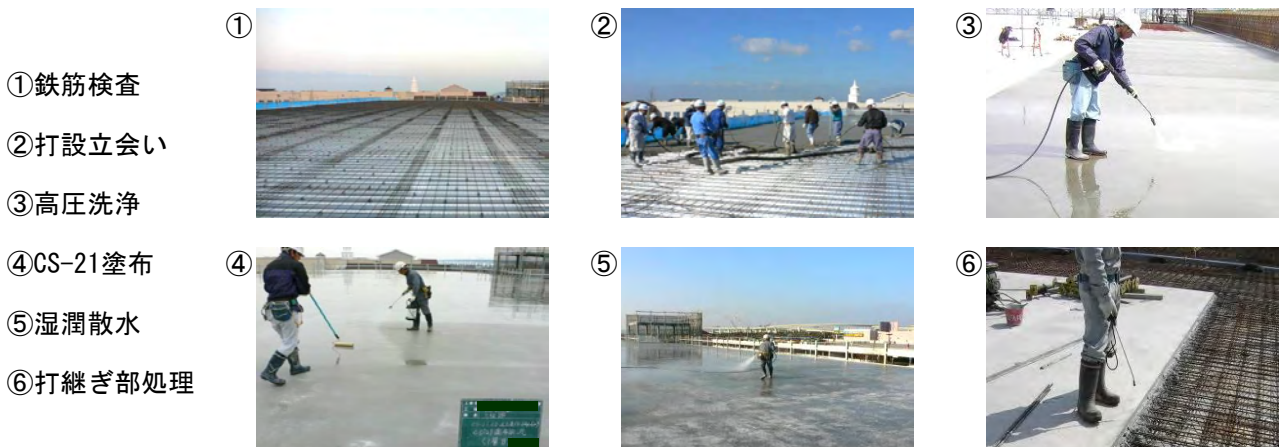 ①鉄筋検査
②打設立会い
③高圧洗浄
④CS-21塗布
⑤湿潤散水
⑥打継ぎ部処理
①
②
③
④
⑤
⑥